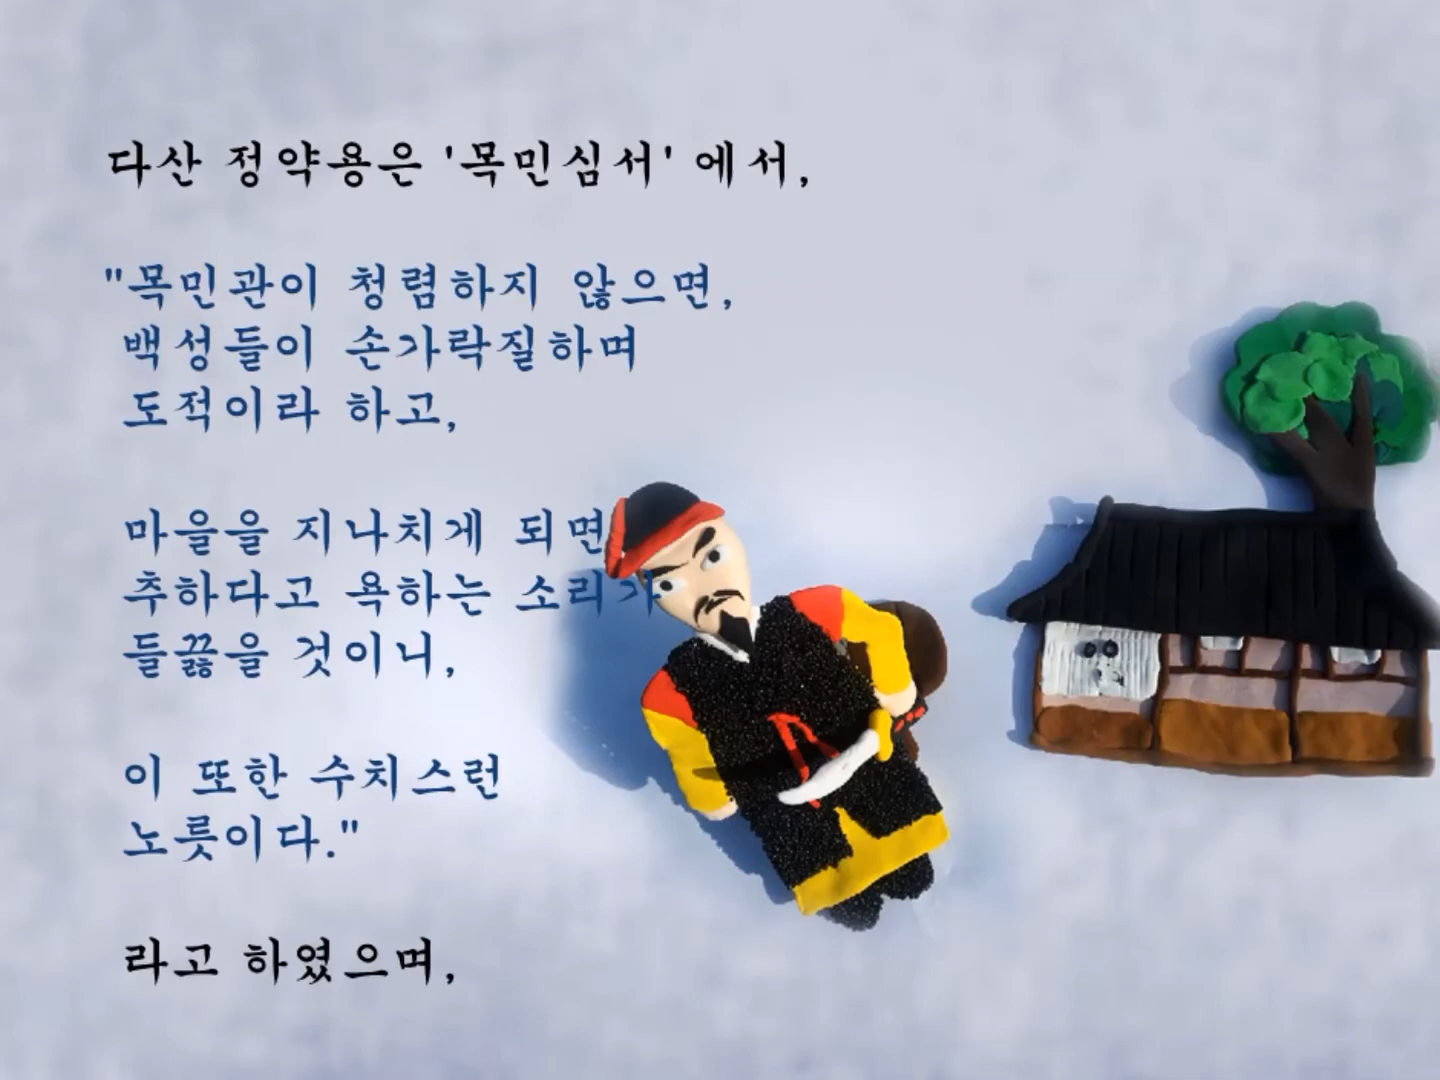 다산 정약용은 '목민심서' 에서,
"목민관이 청렴하지 않으면,
백성들이 손가락질하며
도적이라 하고,
마을을 지나치게 되면
추하다고 욕하는 소리가
들끓을 것이니,
이 또한 수치스런
노릇이다."
라고 하였으며,